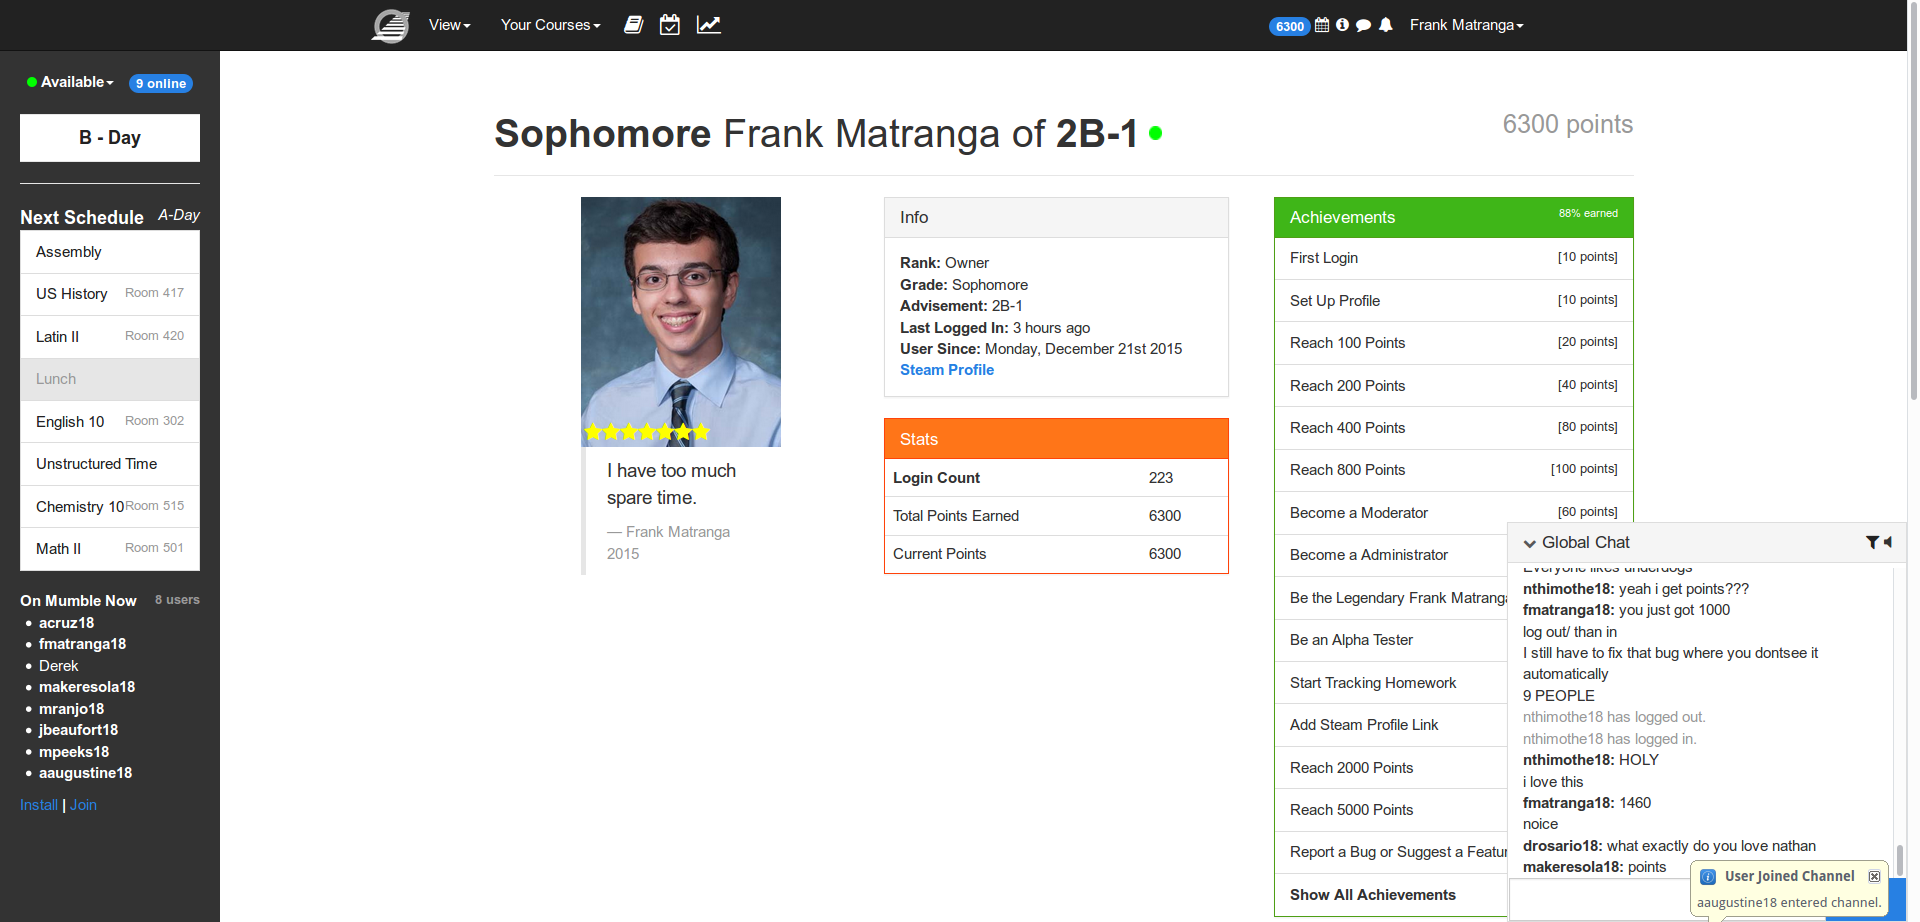 View
Your Courses
6300
Frank Matranga
Available
9 online
B - Day
Next Schedule A-Day
Assembly
US History Room 417
Latin II Room 420
Lunch
English 10 Room 302
Unstructured Time
Chemistry 10 Room 515
Math II Room 501
On Mumble Now 8 users
acruz18
fmatranga18
Derek
makeresola18
mranjo18
jbeaufort18
mpeeks18
aaugustine18
Install | Join
Sophomore Frank Matranga of 2B-1
6300 points
I have too much
spare time.
— Frank Matranga
2015
Info
Rank: Owner
Grade: Sophomore
Advisement: 2B-1
Last Logged In: 3 hours ago
User Since: Monday, December 21st 2015
Steam Profile
Stats
Login Count 223
Total Points Earned 6300
Current Points 6300
Achievements 88% earned
First Login [10 points]
Set Up Profile [10 points]
Reach 100 Points [20 points]
Reach 200 Points [40 points]
Reach 400 Points [80 points]
Reach 800 Points [100 points]
Become a Moderator [60 points]
Become a Administrator
Be the Legendary Frank Matranga
Be an Alpha Tester
Start Tracking Homework
Add Steam Profile Link
Reach 2000 Points
Reach 5000 Points
Report a Bug or Suggest a Featur
Show All Achievements
Global Chat
Everyone likes underdogs
nthimothe18: yeah i get points???
fmatranga18: you just got 1000
log out/ than in
I still have to fix that bug where you dontsee it
automatically
9 PEOPLE
nthimothe18 has logged out.
nthimothe18 has logged in.
nthimothe18: HOLY
i love this
fmatranga18: 1460
noice
drosario18: what exactly do you love nathan
makeresola18: points
User Joined Channel
aaugustine18 entered channel.